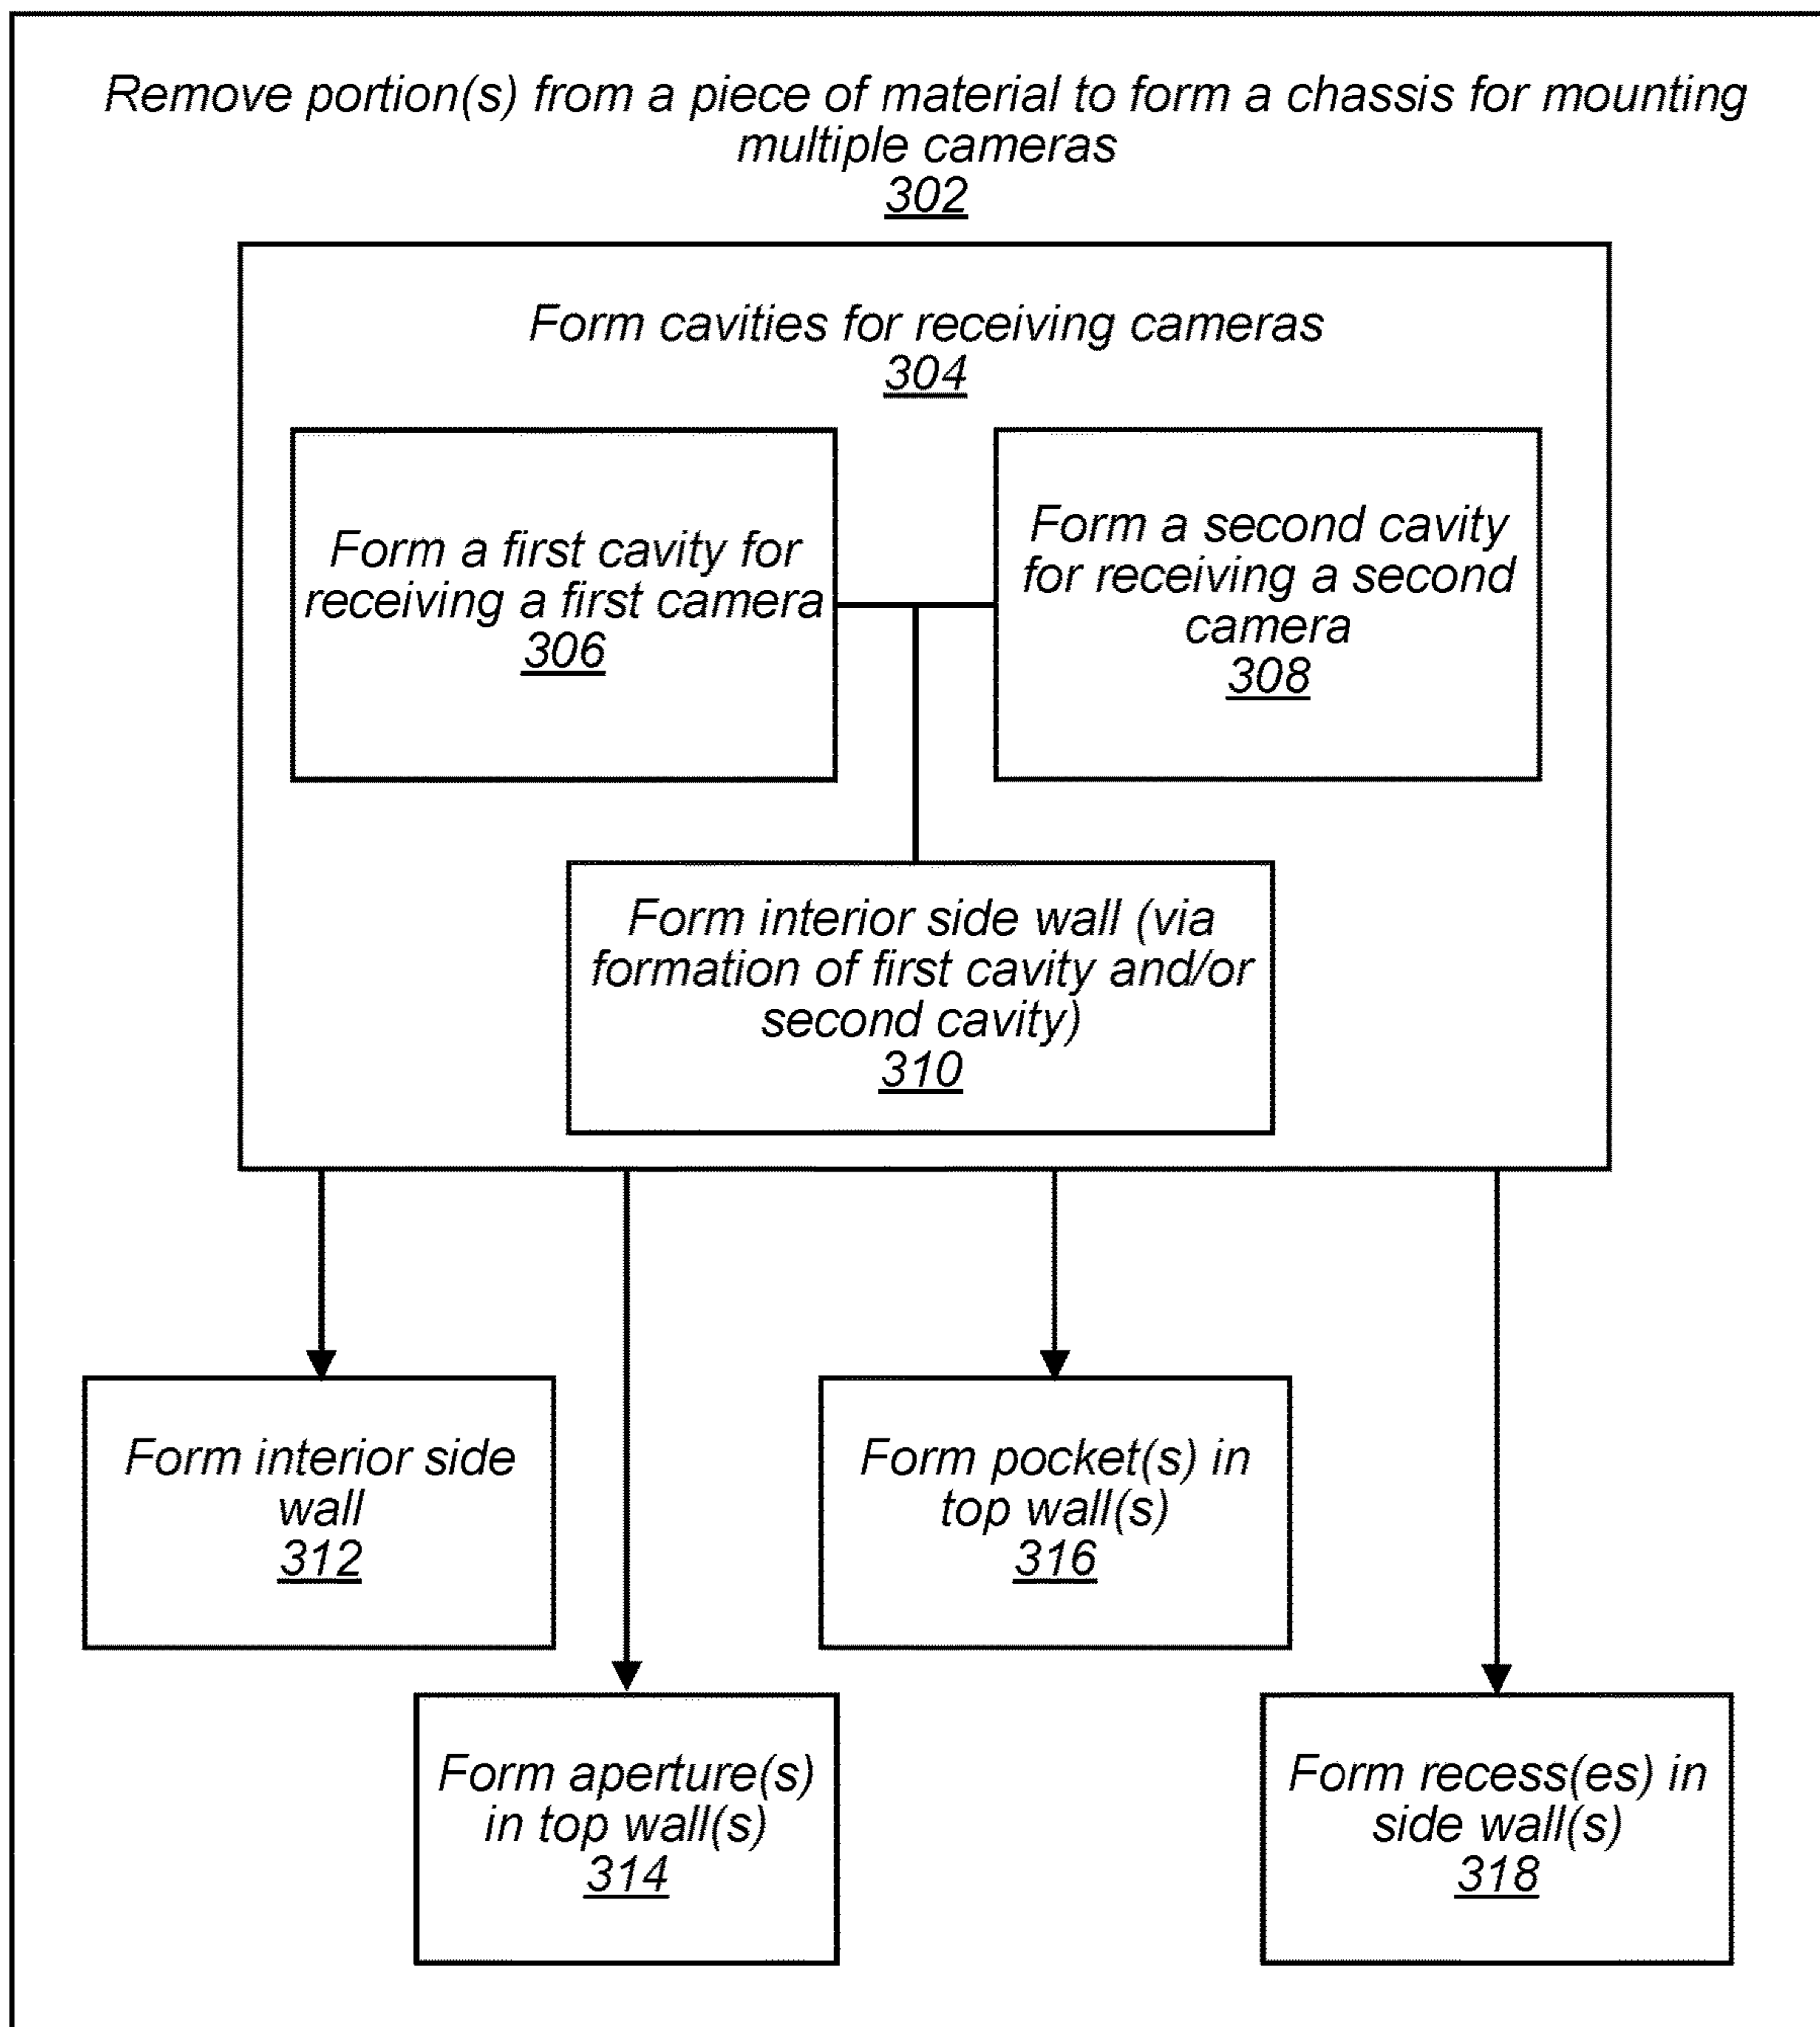 Remove portion(s) from a piece of material to form a chassis for mounting
multiple cameras
302
Form cavities for receiving cameras
304
Form a first cavity for
receiving a first camera
306
Form a second cavity
for receiving a second
camera
308
Form interior side wall (via
formation of first cavity and/or
second cavity)
310
Form interior side
wall
312
Form pocket(s) in
top wall(s)
316
Form aperture(s)
in top wall(s)
314
Form recess(es) in
side wall(s)
318